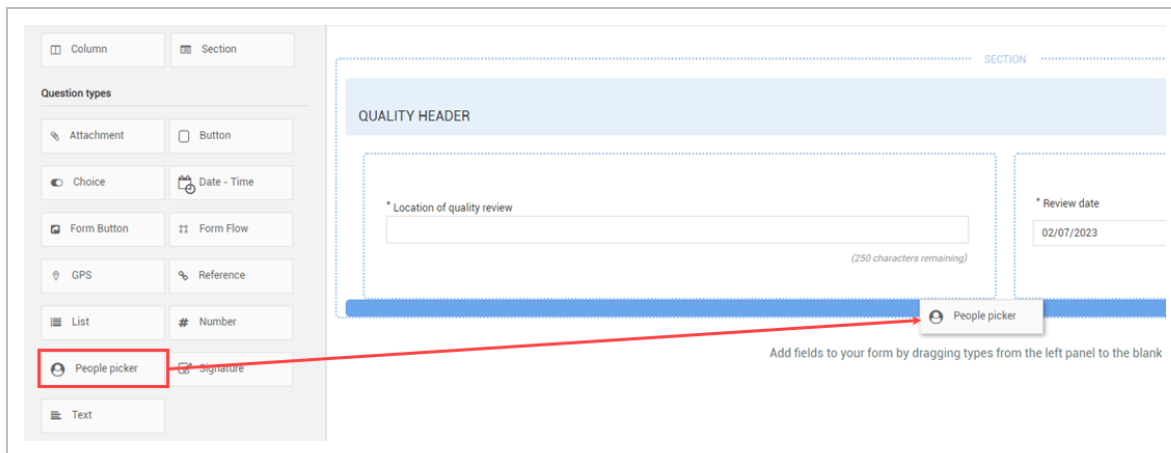 Column
Section
Question types
Attachment
Button
Choice
Date - Time
Form Button
Form Flow
GPS
Reference
List
Number
People picker
Signature
Text
SECTION
QUALITY HEADER
* Location of quality review
(250 characters remaining)
* Review date
02/07/2023
People picker
Add fields to your form by dragging types from the left panel to the blank